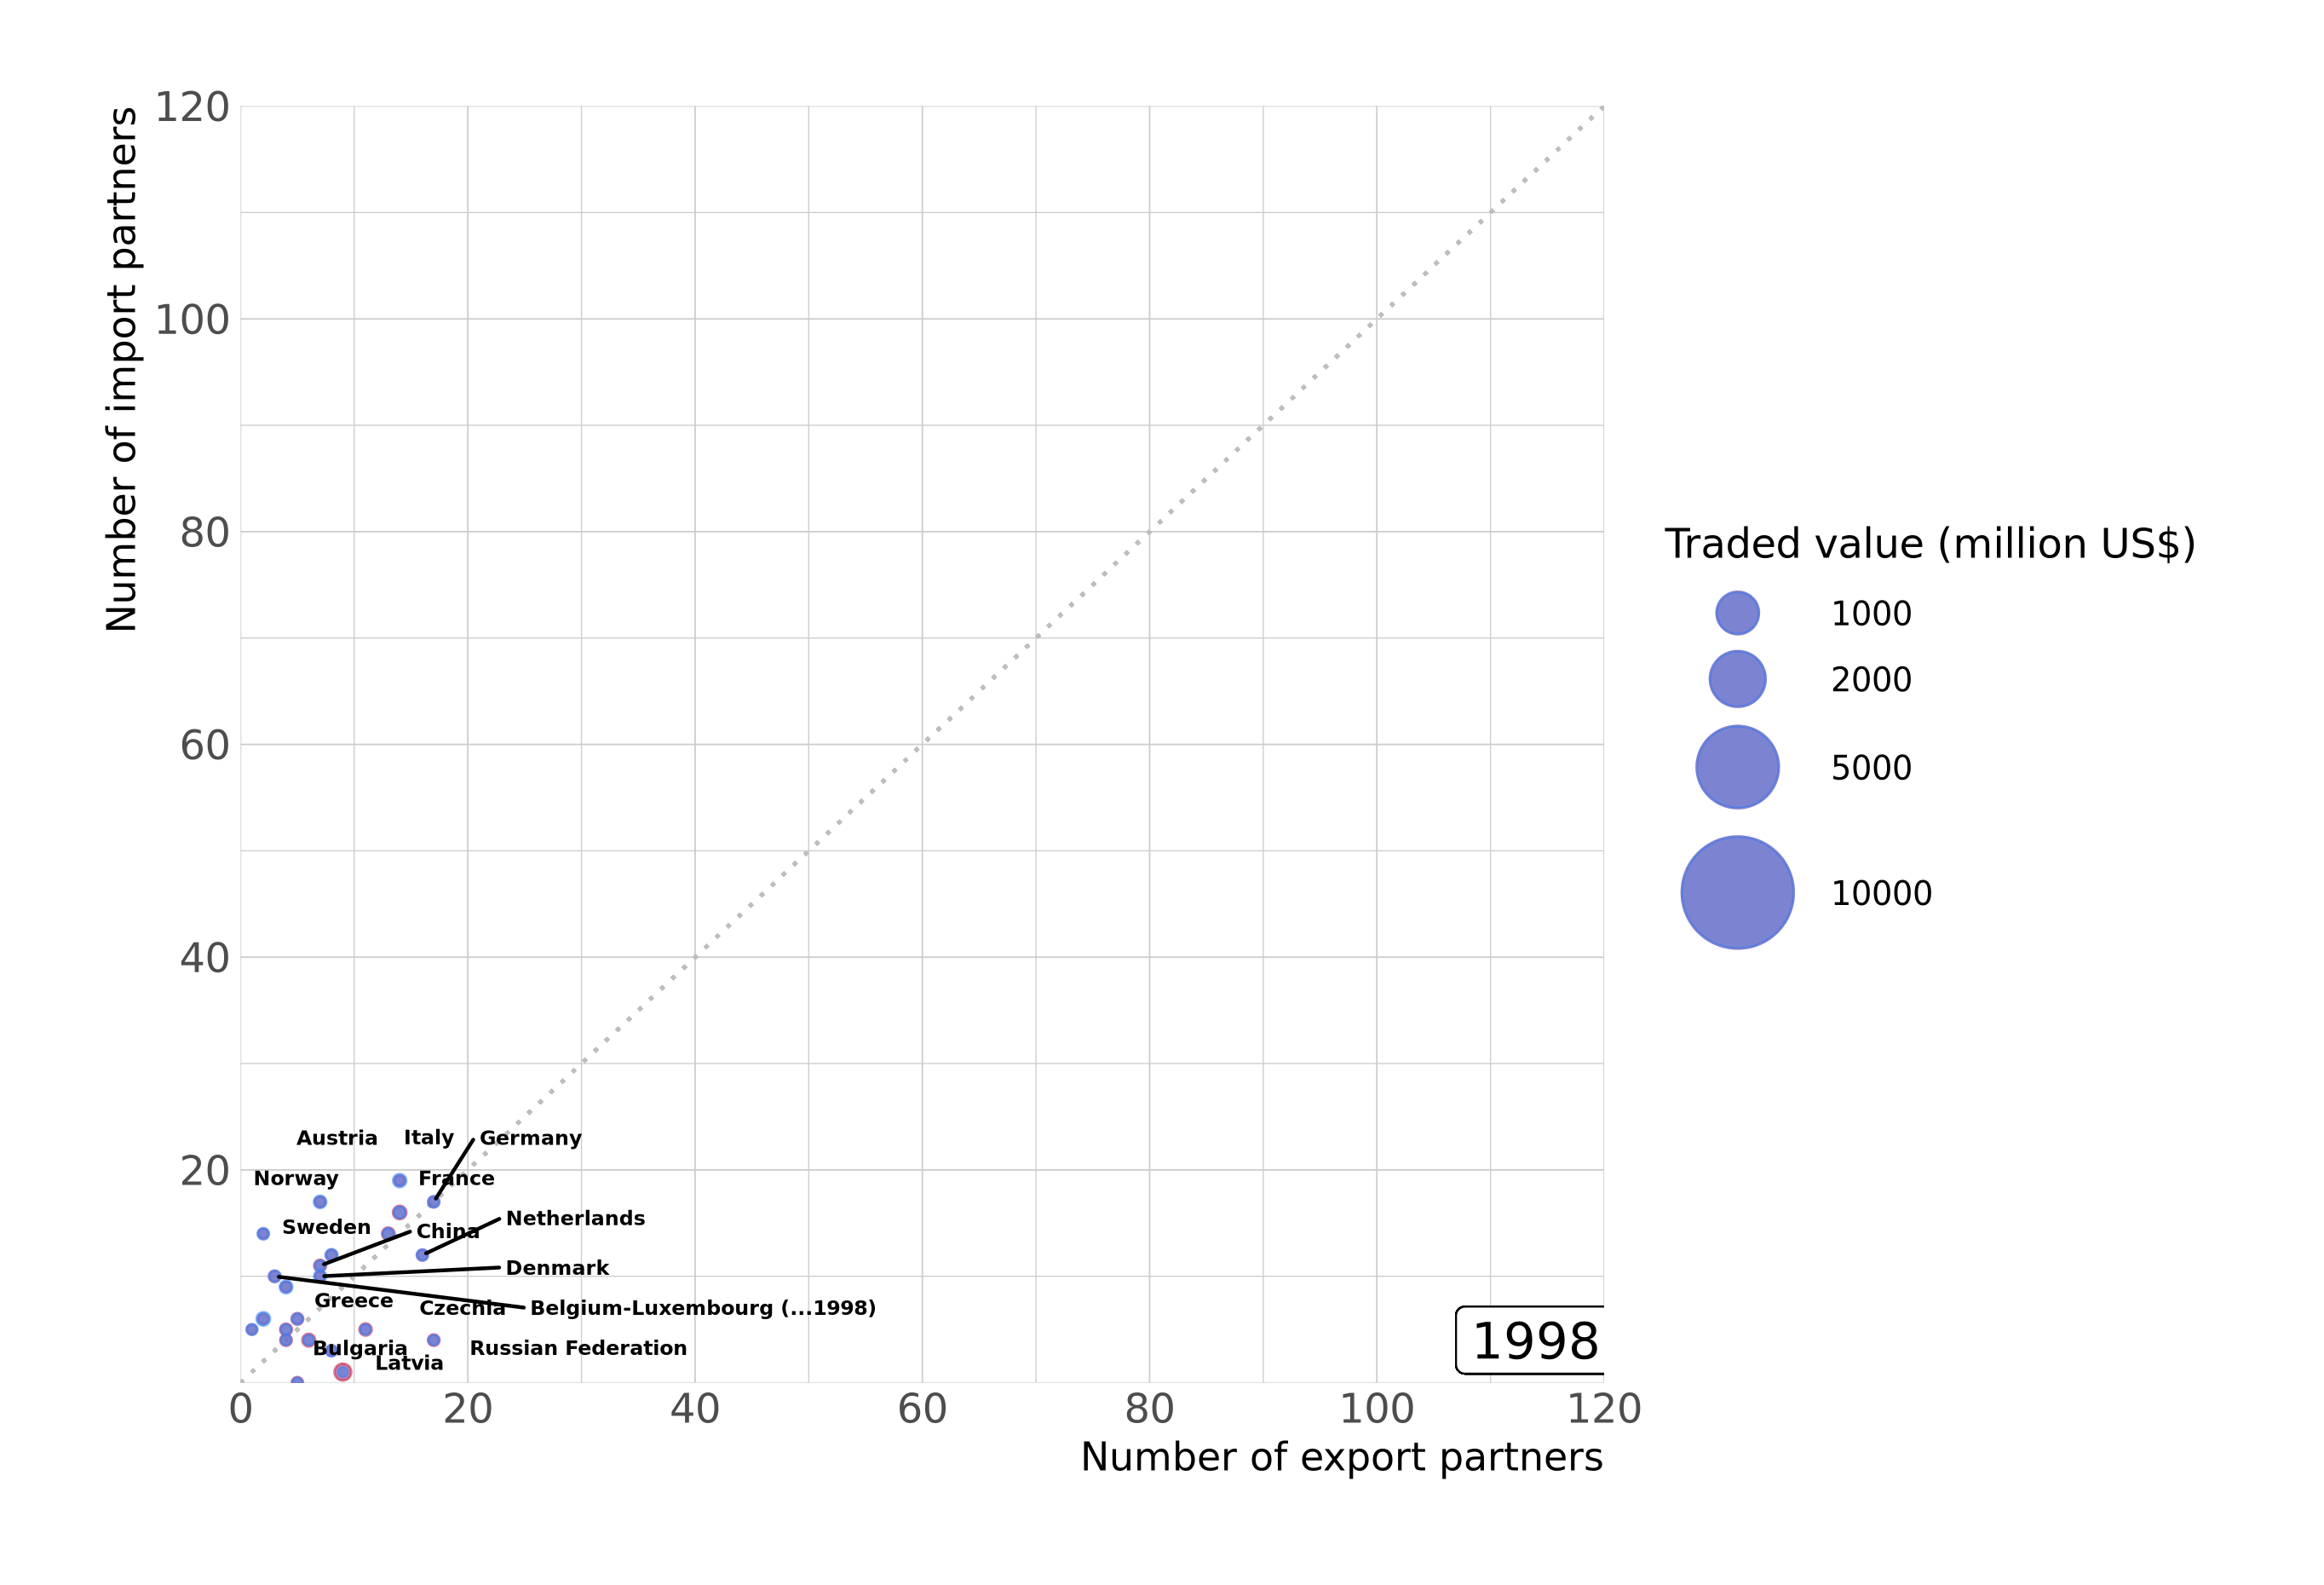 Number of import partners
120
100
80
60
40
20
0
20
40
60
80
100
120
Number of export partners
Austria
Italy
Germany
Norway
France
Sweden
China
Netherlands
Denmark
Greece
Czechia
Belgium-Luxembourg (...1998)
Bulgaria
Latvia
Russian Federation
1998
Traded value (million US$)
1000
2000
5000
10000